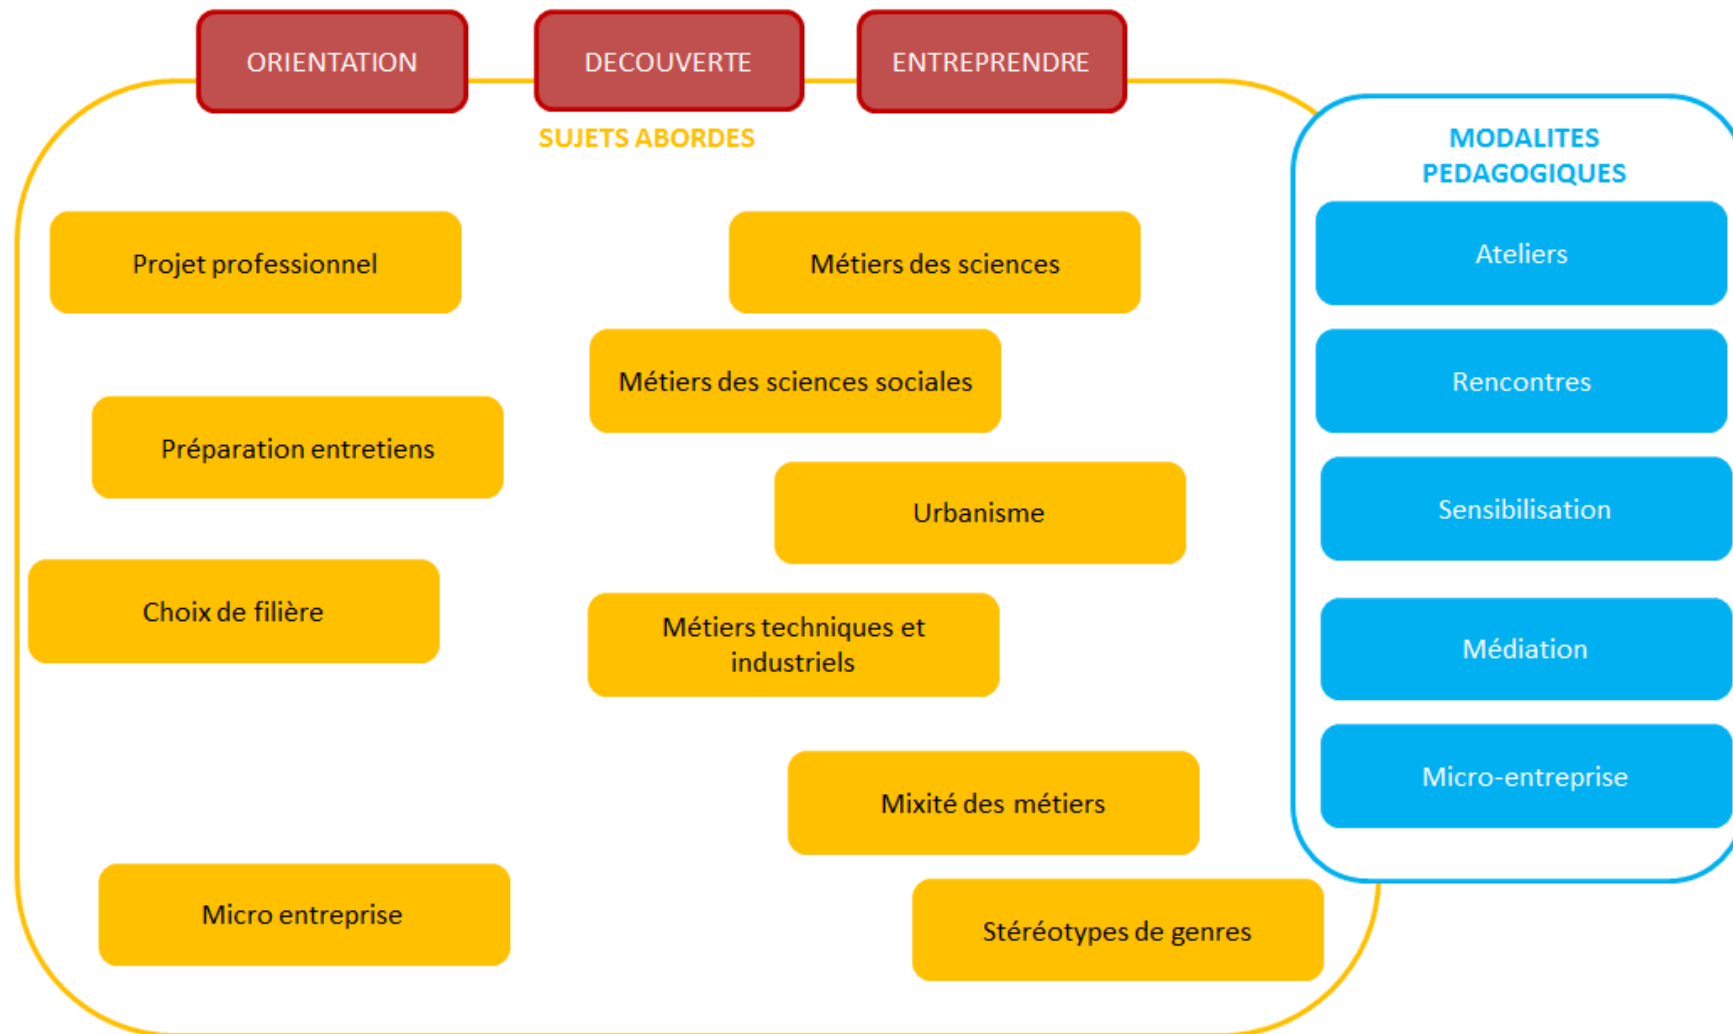 ORIENTATION
DECOUVERTE
ENTREPRENDRE
SUJETS ABORDES
Projet professionnel
Métiers des sciences
Métiers des sciences sociales
Préparation entretiens
Urbanisme
Choix de filière
Métiers techniques et
industriels
Mixité des métiers
Micro entreprise
Stéréotypes de genres
MODALITES
PEDAGOGIQUES
Ateliers
Rencontres
Sensibilisation
Médiation
Micro-entreprise